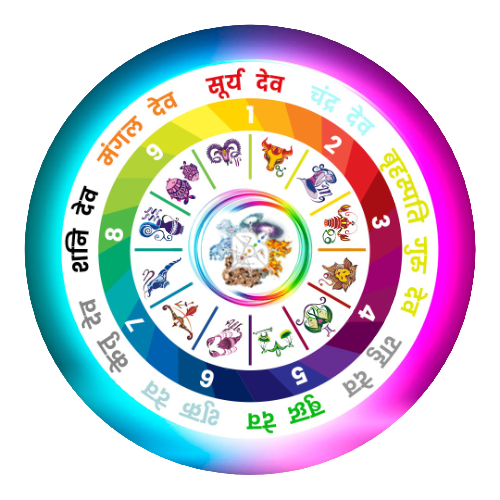 सूर्य देव
चंद्र देव
बृहस्पति गुरु देव
राहु देव
बुद्ध देव
शुक्र देव
केतु देव
शनि देव
मंगल देव
1
2
3
4
5
6
7
8
9